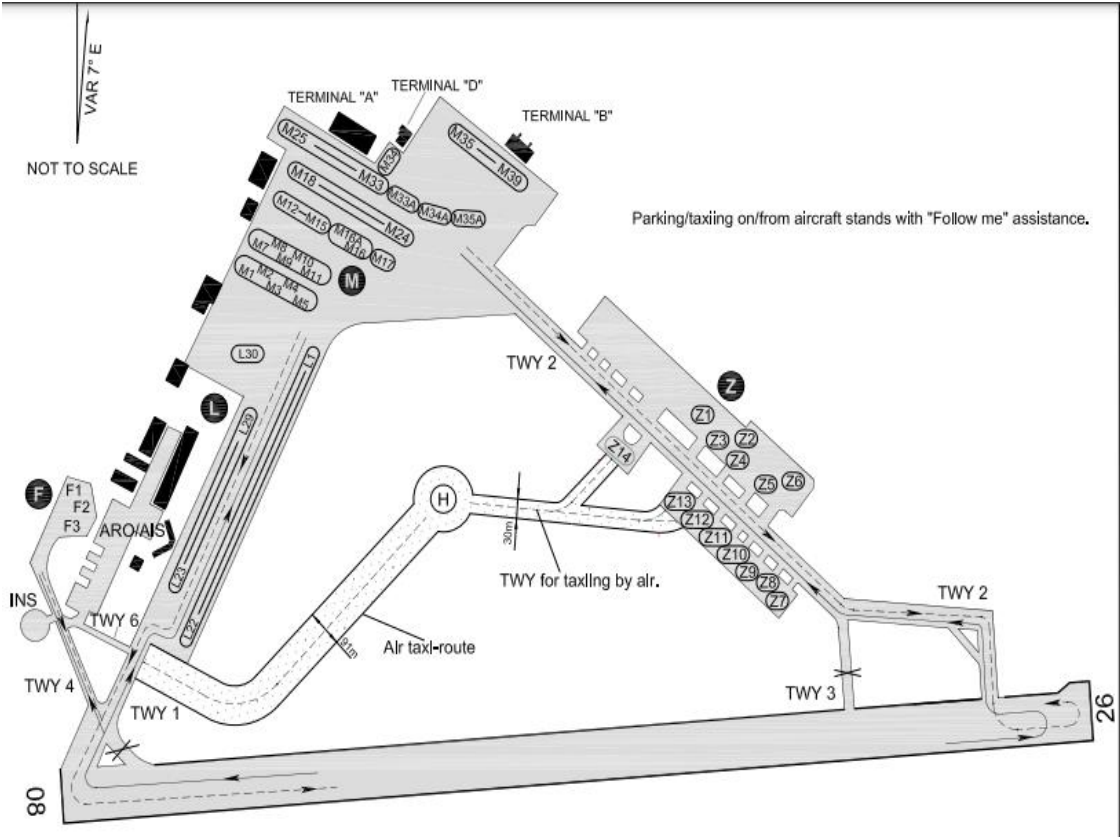 VAR 7° E
NOT TO SCALE
TERMINAL "A"
TERMINAL "D"
TERMINAL "B"
M25
M33
M34
M35
M39
M18
M24
M33A
M34A
M35A
M12
M15
M16A
M16
M17
M7
M8
M9
M10
M11
M1
M2
M3
M4
M5
M
Parking/taxiing on/from aircraft stands with "Follow me" assistance.
L30
L1
TWY 2
Z
Z1
Z2
Z3
Z4
Z5
Z6
L
L29
Z14
F
F1
F2
F3
ARO/AIS
H
30m
Z13
Z12
Z11
Z10
Z9
Z8
Z7
TWY for taxiing by air.
L23
L22
INS
TWY 6
91m
Air taxi-route
TWY 2
TWY 4
TWY 1
TWY 3
26
08